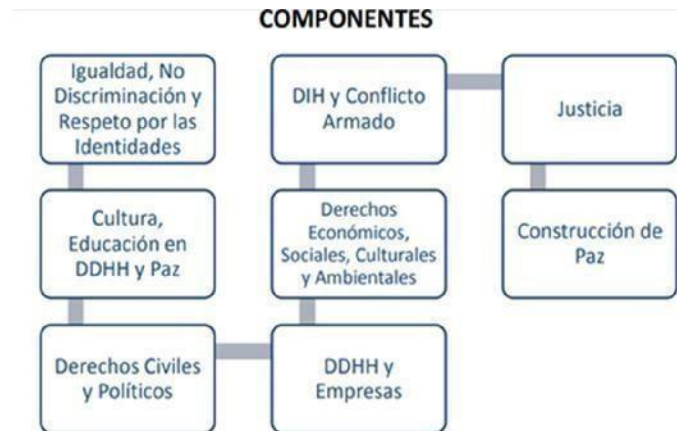 COMPONENTES
Igualdad, No
Discriminación y
Respeto por las
Identidades
Cultura,
Educación en
DDHH y Paz
Derechos Civiles
y Políticos
DDHH y
Empresas
Derechos
Económicos,
Sociales, Culturales
y Ambientales
DIH y Conflicto
Armado
Justicia
Construcción de
Paz